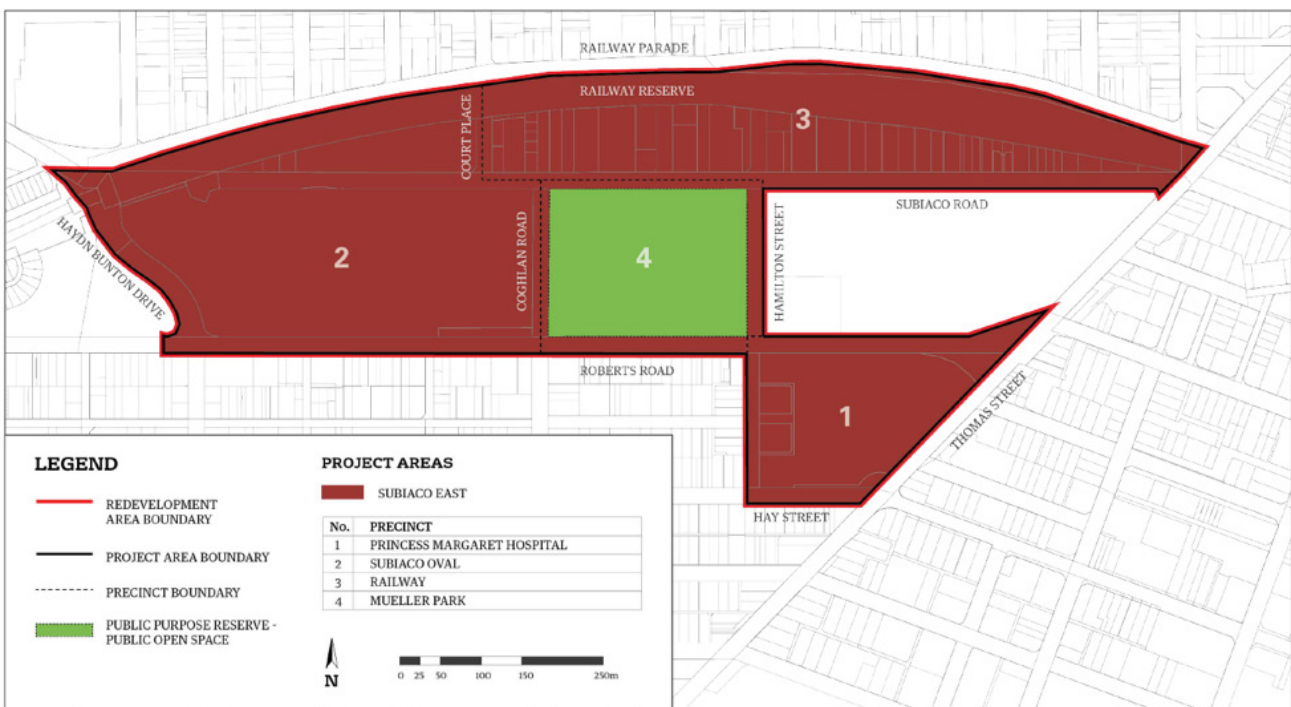 RAILWAY PARADE
RAILWAY RESERVE
COURT PLACE
3
HAYDN BUNTON DRIVE
2
COGHLAN ROAD
4
HAMILTON STREET
SUBIACO ROAD
ROBERTS ROAD
1
THOMAS STREET
HAY STREET
LEGEND
REDEVELOPMENT
AREA BOUNDARY
PROJECT AREA BOUNDARY
PRECINCT BOUNDARY
PUBLIC PURPOSE RESERVE -
PUBLIC OPEN SPACE
PROJECT AREAS
SUBIACO EAST
No. PRECINCT
1 PRINCESS MARGARET HOSPITAL
2 SUBIACO OVAL
3 RAILWAY
4 MUELLER PARK
N
0 25 50 100 150 250m